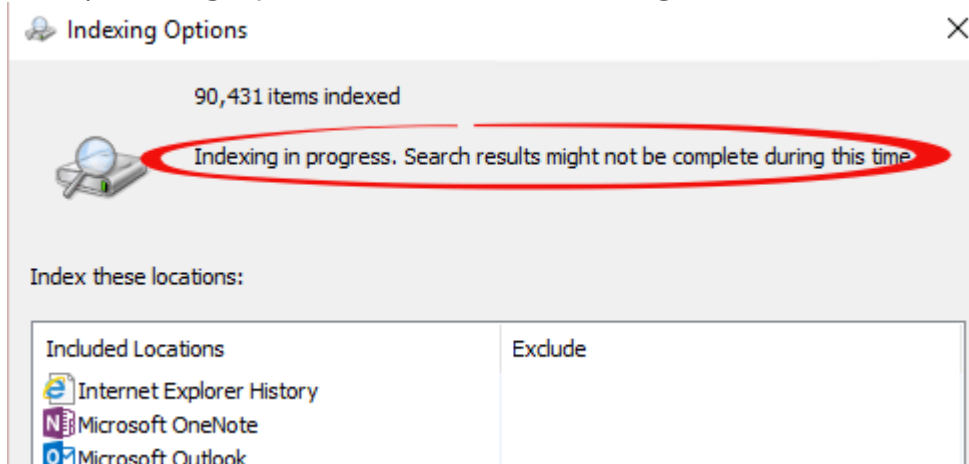 Indexing Options
90,431 items indexed
Indexing in progress. Search results might not be complete during this time
Index these locations:
Included Locations Exclude
Internet Explorer History
Microsoft OneNote
Microsoft Outlook